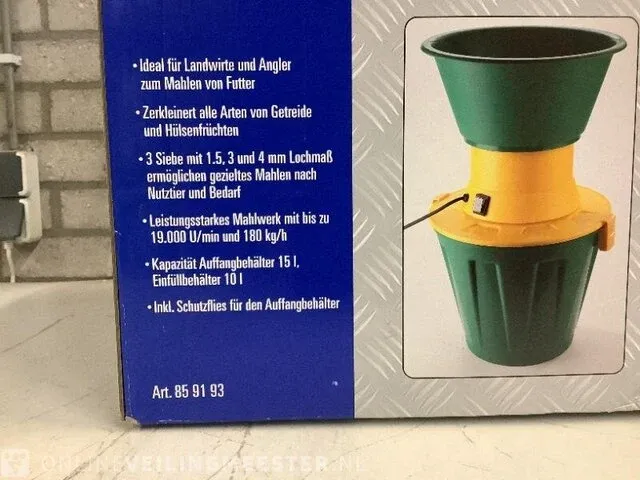 • Ideal für Landwirte und Angler
zum Mahlen von Futter
• Zerkleinert alle Arten von Getreide
und Hülsenfrüchten
• 3 Siebe mit 1.5, 3 und 4 mm Lochmaß
ermöglichen gezieltes Mahlen nach
Nutztier und Bedarf
• Leistungsstarkes Mahlwerk mit bis zu
19.000 U/min und 180 kg/h
• Kapazität Auffangbehälter 15 l,
Einfüllbehälter 10 l
• Inkl. Schutzflies für den Auffangbehälter
Art. 85 91 93
ONLINEVEILINGMEESTER.NL